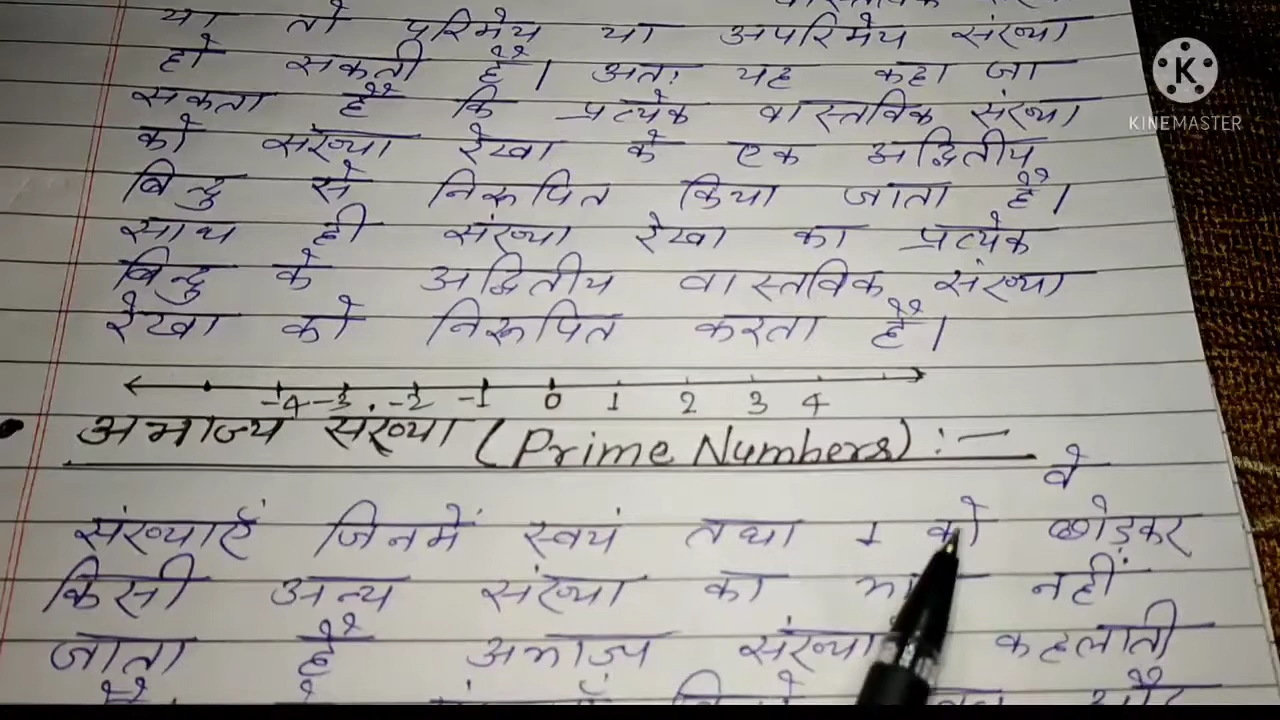 या तो परिमेय या अपरिमेय संख्या
हो सकती हैं। अतः यह कहा जा
सकता हैं कि प्रत्येक वास्तविक संख्या
को संख्या रेखा के एक अद्वितीय
बिन्दु से निरूपित किया जाता है।
साथ ही संख्या रेखा का प्रत्येक
बिन्दु के अद्वितीय वास्तविक संख्या
रेखा को निरूपित करता हैं।
-4 -3 -2 -1 0 1 2 3 4
अभाज्य संख्या (Prime Numbers) :—
वे
संख्याएँ जिनमें स्वयं तथा 1 को छोड़कर
किसी अन्य संख्या का नहीं
जाता हैं अभाज्य कहलाती
K
KINEMASTER